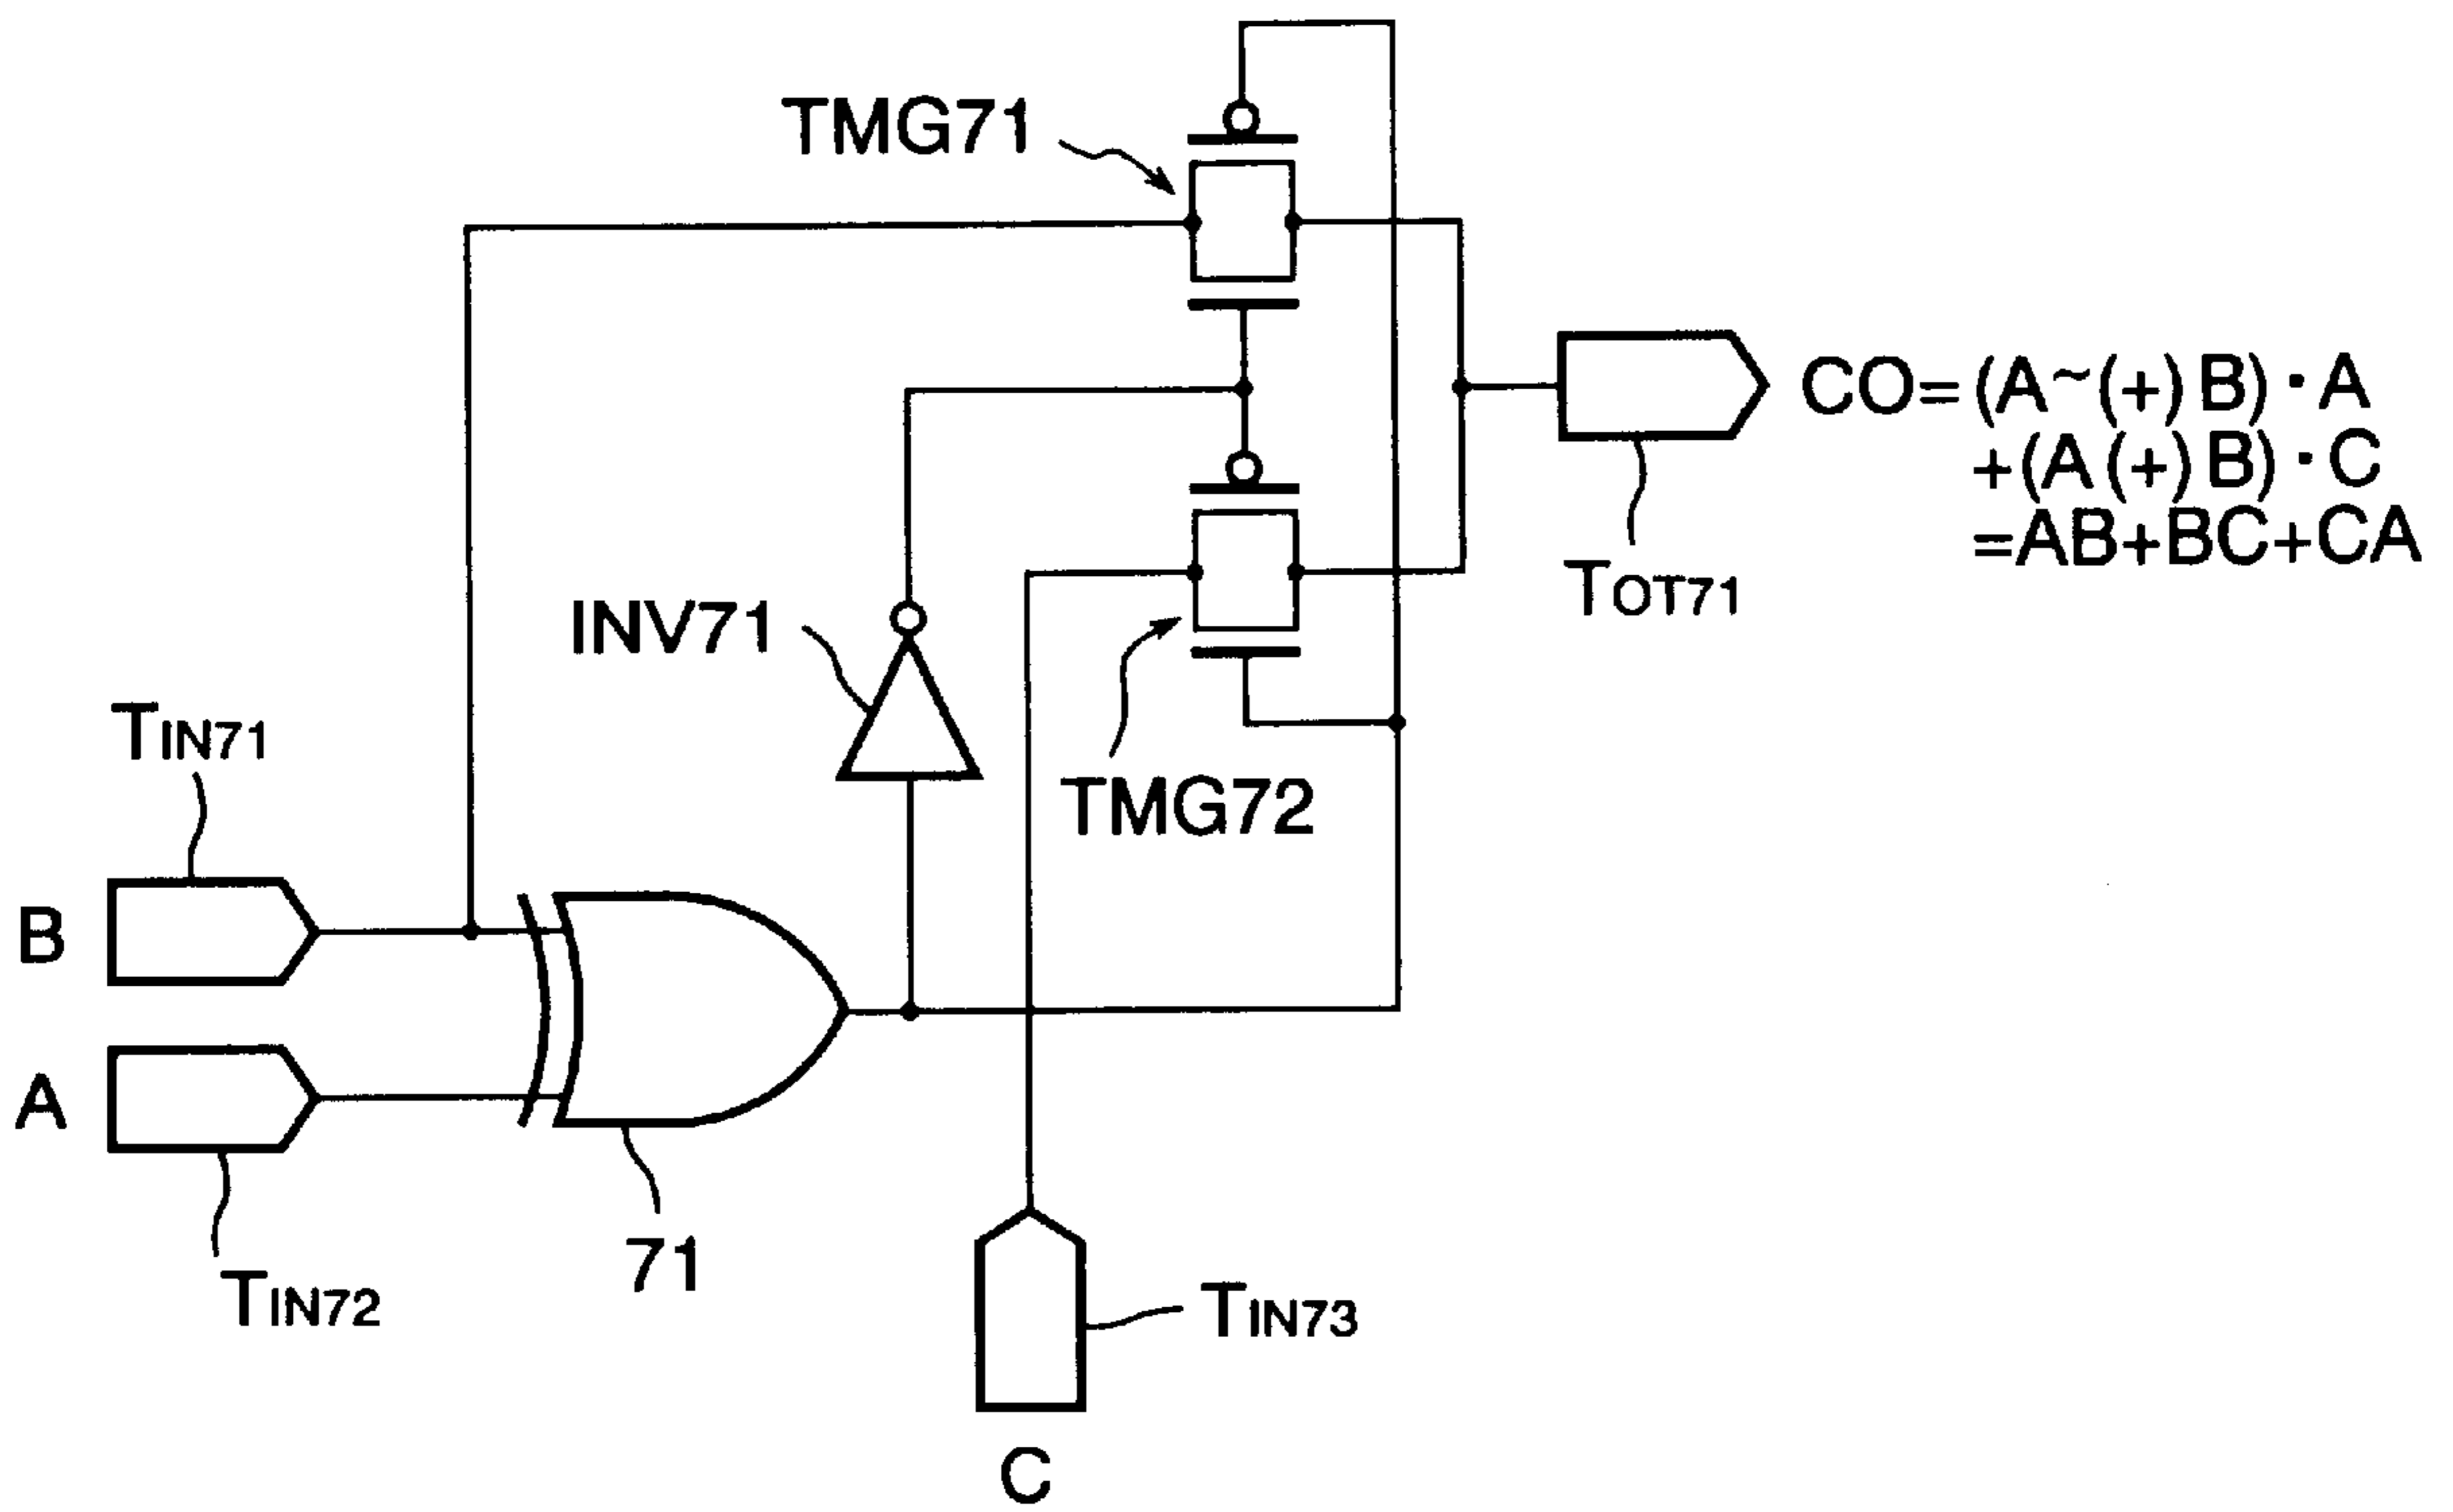 TMG71
CO= (A~(+)B)·A
+(A(+)B)·C
=AB+BC+CA
TOT71
INV71
TIN71
TMG72
B
A
71
TIN72
TIN73
C